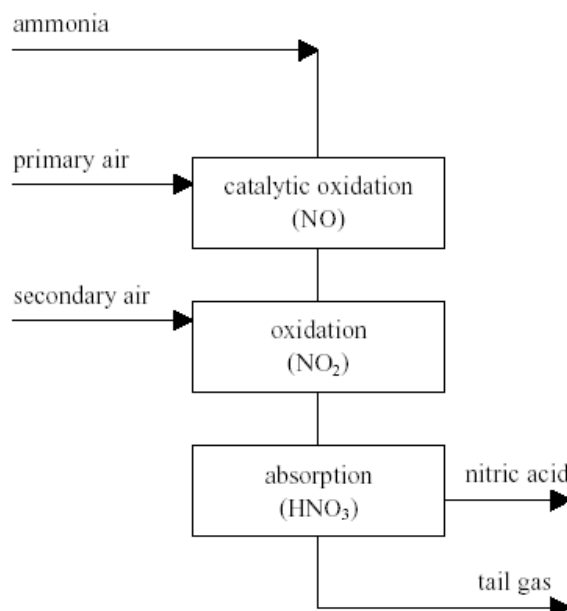 ammonia
primary air
catalytic oxidation
(NO)
secondary air
oxidation
(NO₂)
absorption
(HNO₃)
nitric acid
tail gas